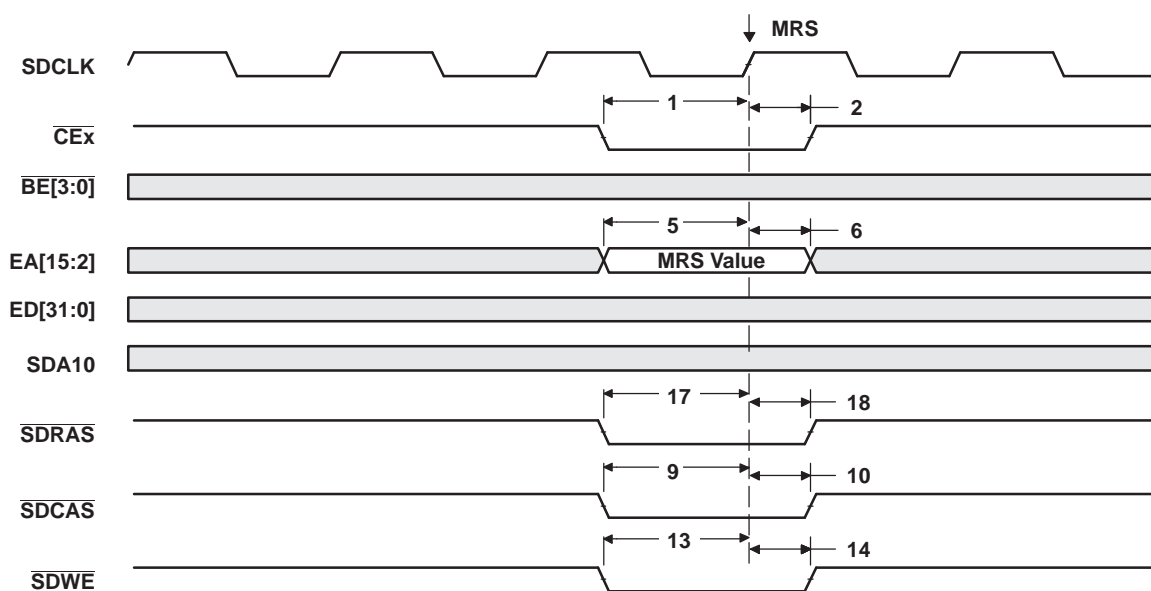 MRS
SDCLK
1 2
CEx
BE[3:0]
5 6
EA[15:2] MRS Value
ED[31:0]
SDA10
17 18
SDRAS
9 10
SDCAS
13 14
SDWE